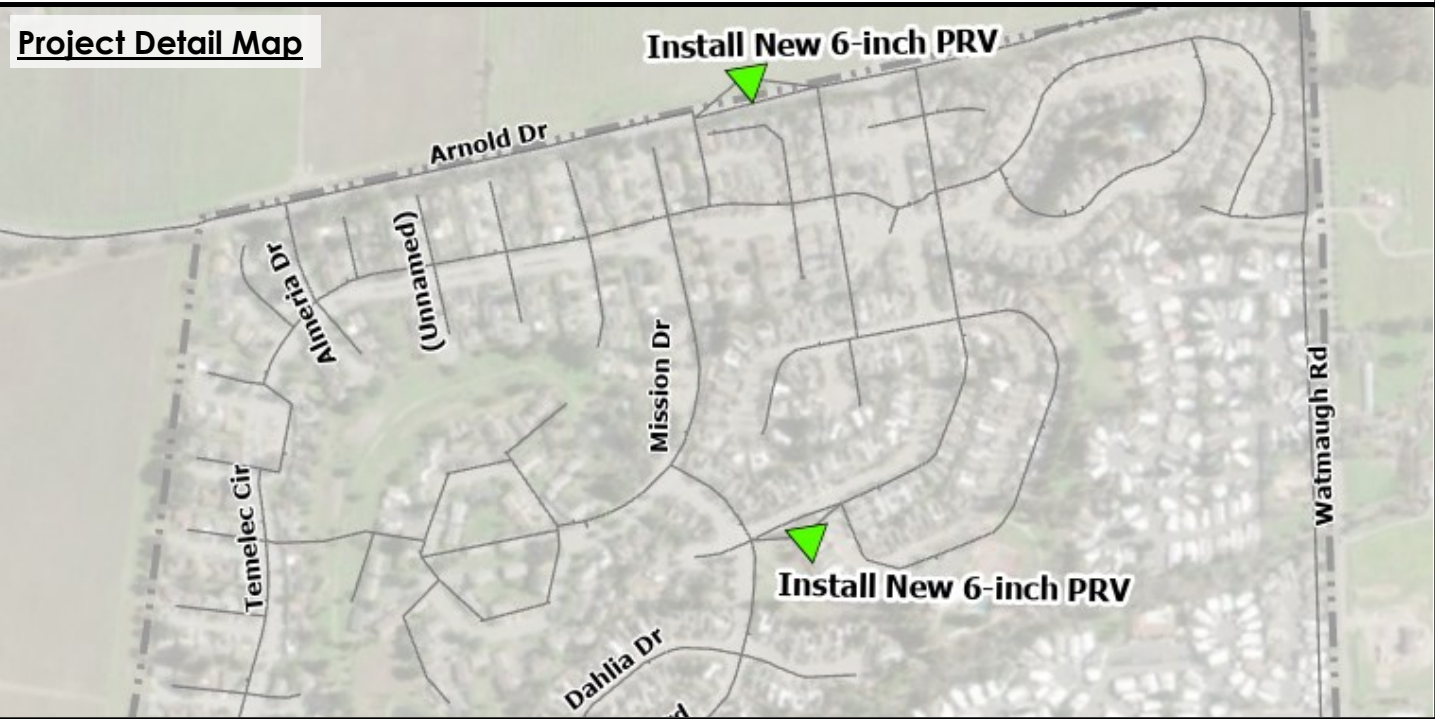 Project Detail Map
Install New 6-inch PRV
Arnold Dr
Almeria Dr
(Unnamed)
Mission Dr
Watmaugh Rd
Temelec Cir
Install New 6-inch PRV
Dahlia Dr